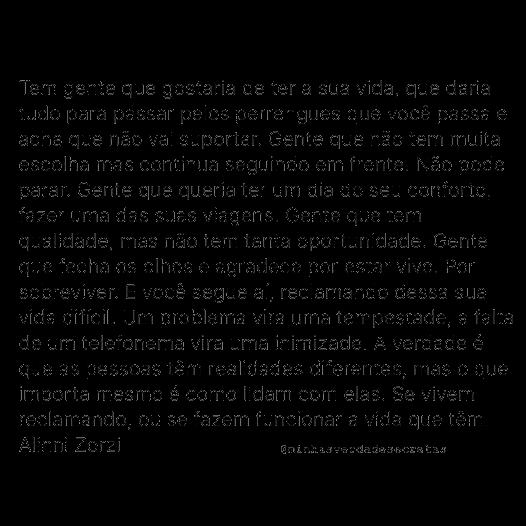 Tem gente que gostaria de ter a sua vida, que daria
tudo para passar pelos perrengues que você passa e
acha que não vai suportar. Gente que não tem muita
escolha mas continua seguindo em frente. Não pode
parar. Gente que queria ter um dia do seu conforto,
fazer uma das suas viagens. Gente que tem
qualidade, mas não tem tanta oportunidade. Gente
que fecha os olhos e agradece por estar vivo. Por
sobreviver. E você segue aí, reclamando dessa sua
vida difícil. Um problema vira uma tempestade, a falta
de um telefonema vira uma inimizade. A verdade é
que as pessoas têm realidades diferentes, mas o que
importa mesmo é como lidam com elas. Se vivem
reclamando, ou se fazem funcionar a vida que têm
Alinni Zorzi
@minhasverdadessecretas